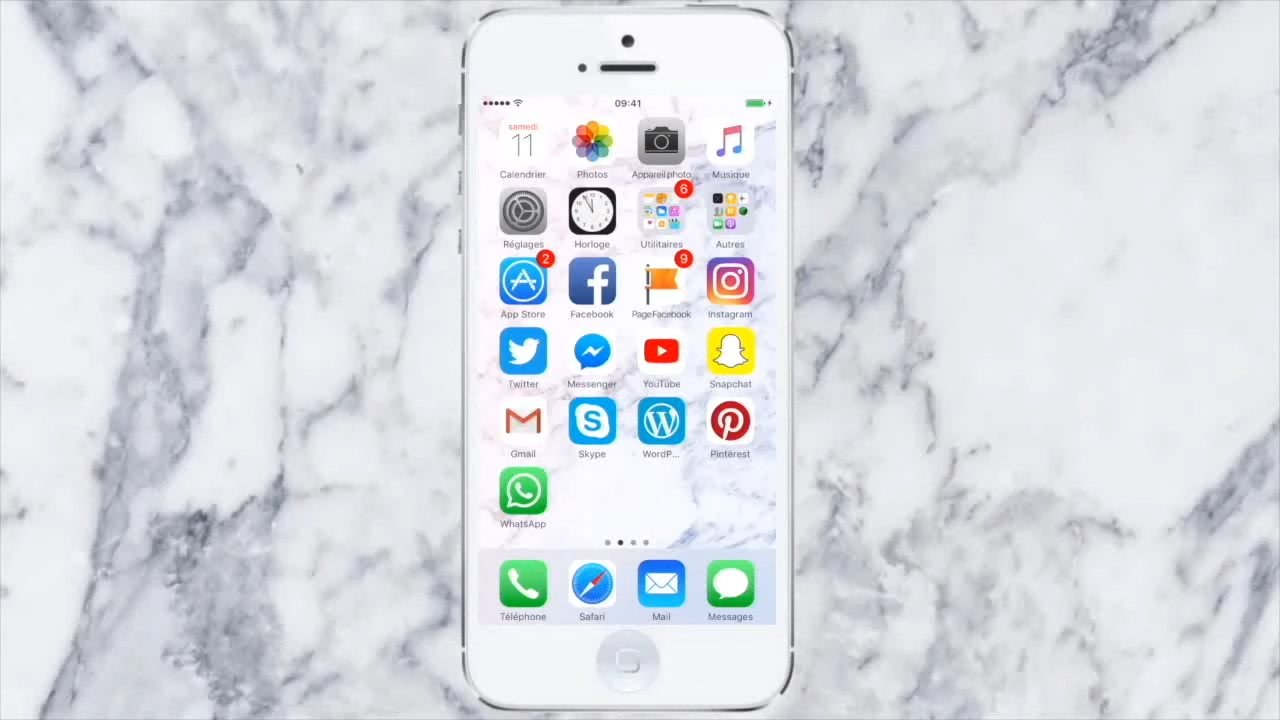 09:41
samedi
11
Calendrier Photos Appareil photo Musique
6
Réglages Horloge Utilitaires Autres
2 9
App Store Facebook PageFacebook Instagram
Twitter Messenger YouTube Snapchat
Gmail Skype WordP... Pinterest
WhatsApp
Téléphone Safari Mail Messages